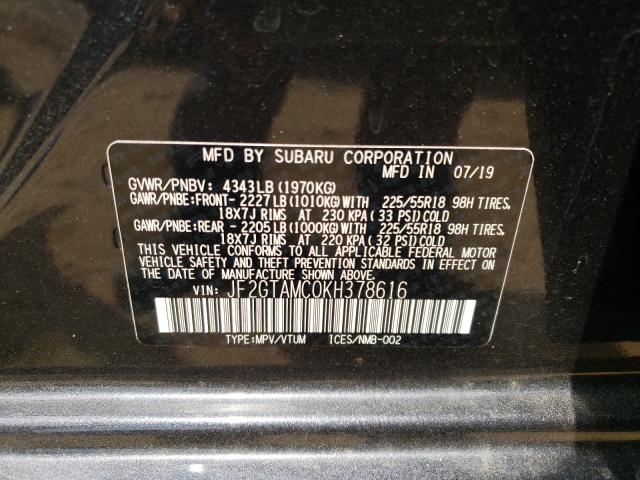 MFD BY SUBARU CORPORATION
MFD IN 07/19
GVWR/PNBV: 4343LB (1970KG)
GAWR/PNBE:FRONT-2227LB (1010KG)WITH 225/55R18 98H TIRES,
18X7J RIMS AT 230 KPA(33 PSI)COLD
GAWR/PNBE:REAR -2205LB (1000KG)WITH 225/55R18 98H TIRES,
18X7J RIMS AT 220 KPA(32 PSI)COLD
THIS VEHICLE CONFORMS TO ALL APPLICABLE FEDERAL MOTOR
VEHICLE SAFETY AND THEFT PREVENTION STANDARDS IN EFFECT
ON THE DATE OF MANUFACTURE SHOWN ABOVE.
VIN: JF2GTAMC0KH378616
TYPE:MPV/VTUM ICES/NMB-002